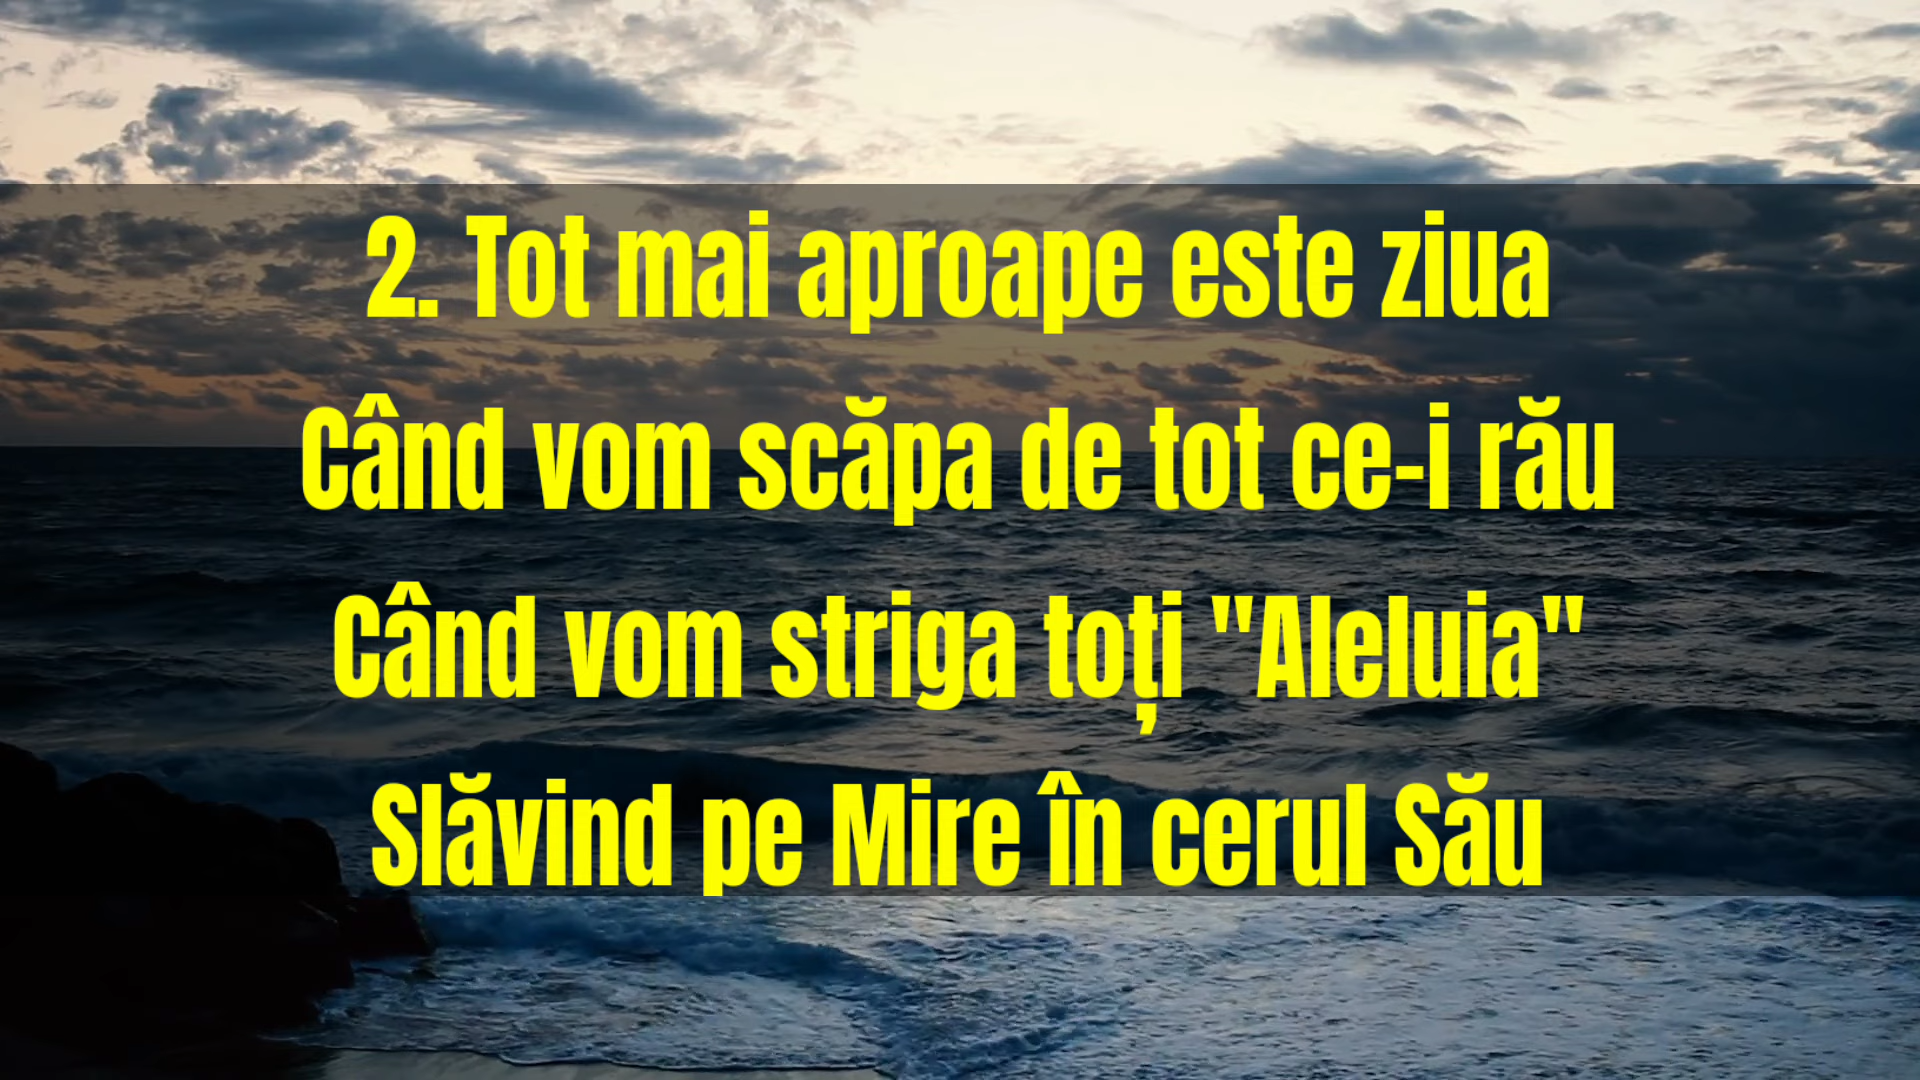 2. Tot mai aproape este ziua
Când vom scăpa de tot ce-i rău
Când vom striga toți "Aleluia"
Slăvind pe Mire în cerul Său